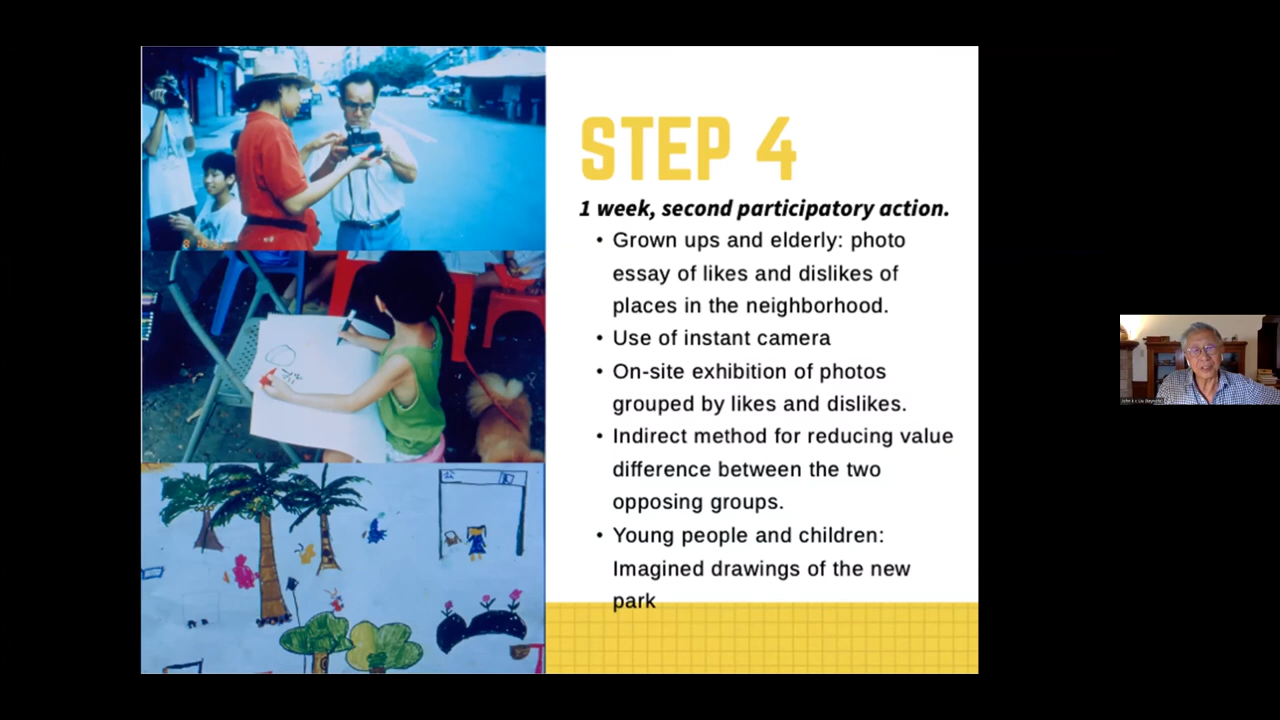 STEP 4
1 week, second participatory action.
• Grown ups and elderly: photo
essay of likes and dislikes of
places in the neighborhood.
• Use of instant camera
• On-site exhibition of photos
grouped by likes and dislikes.
• Indirect method for reducing value
difference between the two
opposing groups.
• Young people and children:
Imagined drawings of the new
park